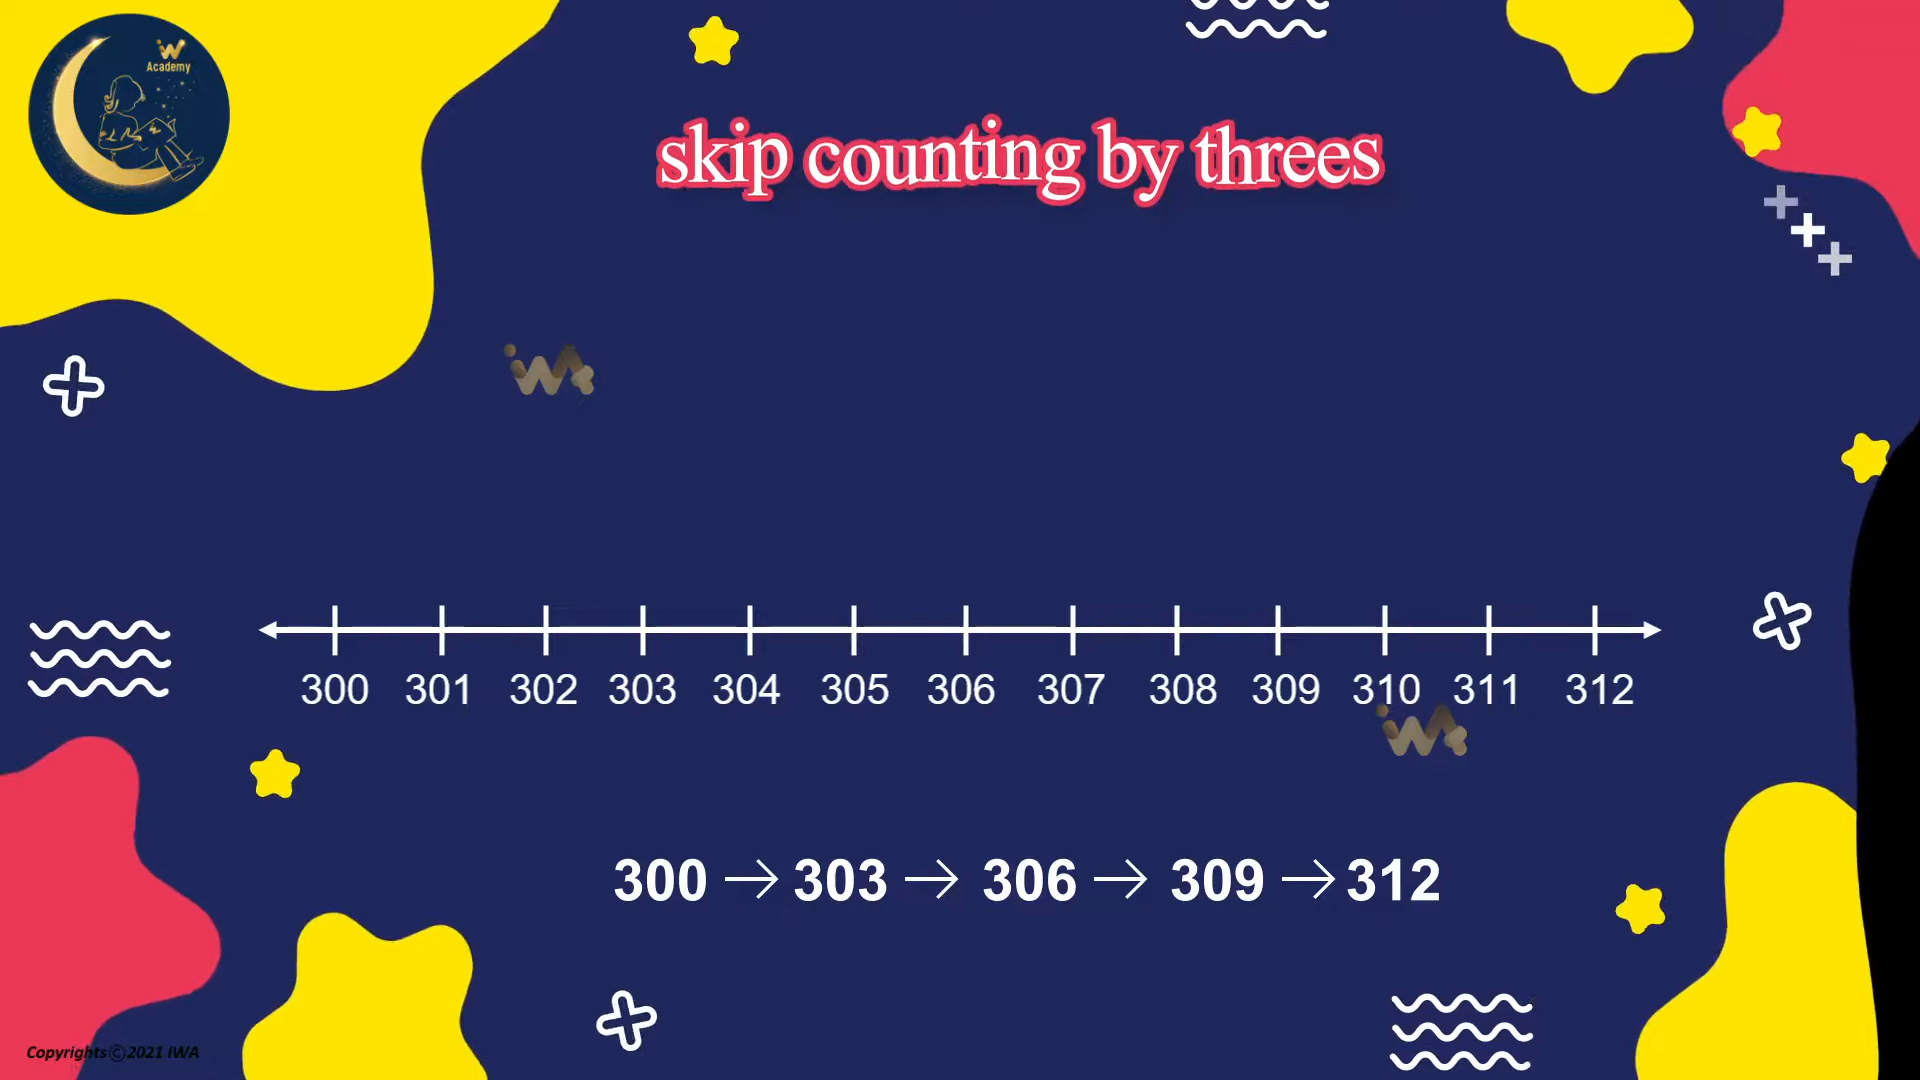 iW
Academy
skip counting by threes
300 301 302 303 304 305 306 307 308 309 310 311 312
300 → 303 → 306 → 309 → 312
Copyrights©2021 IWA